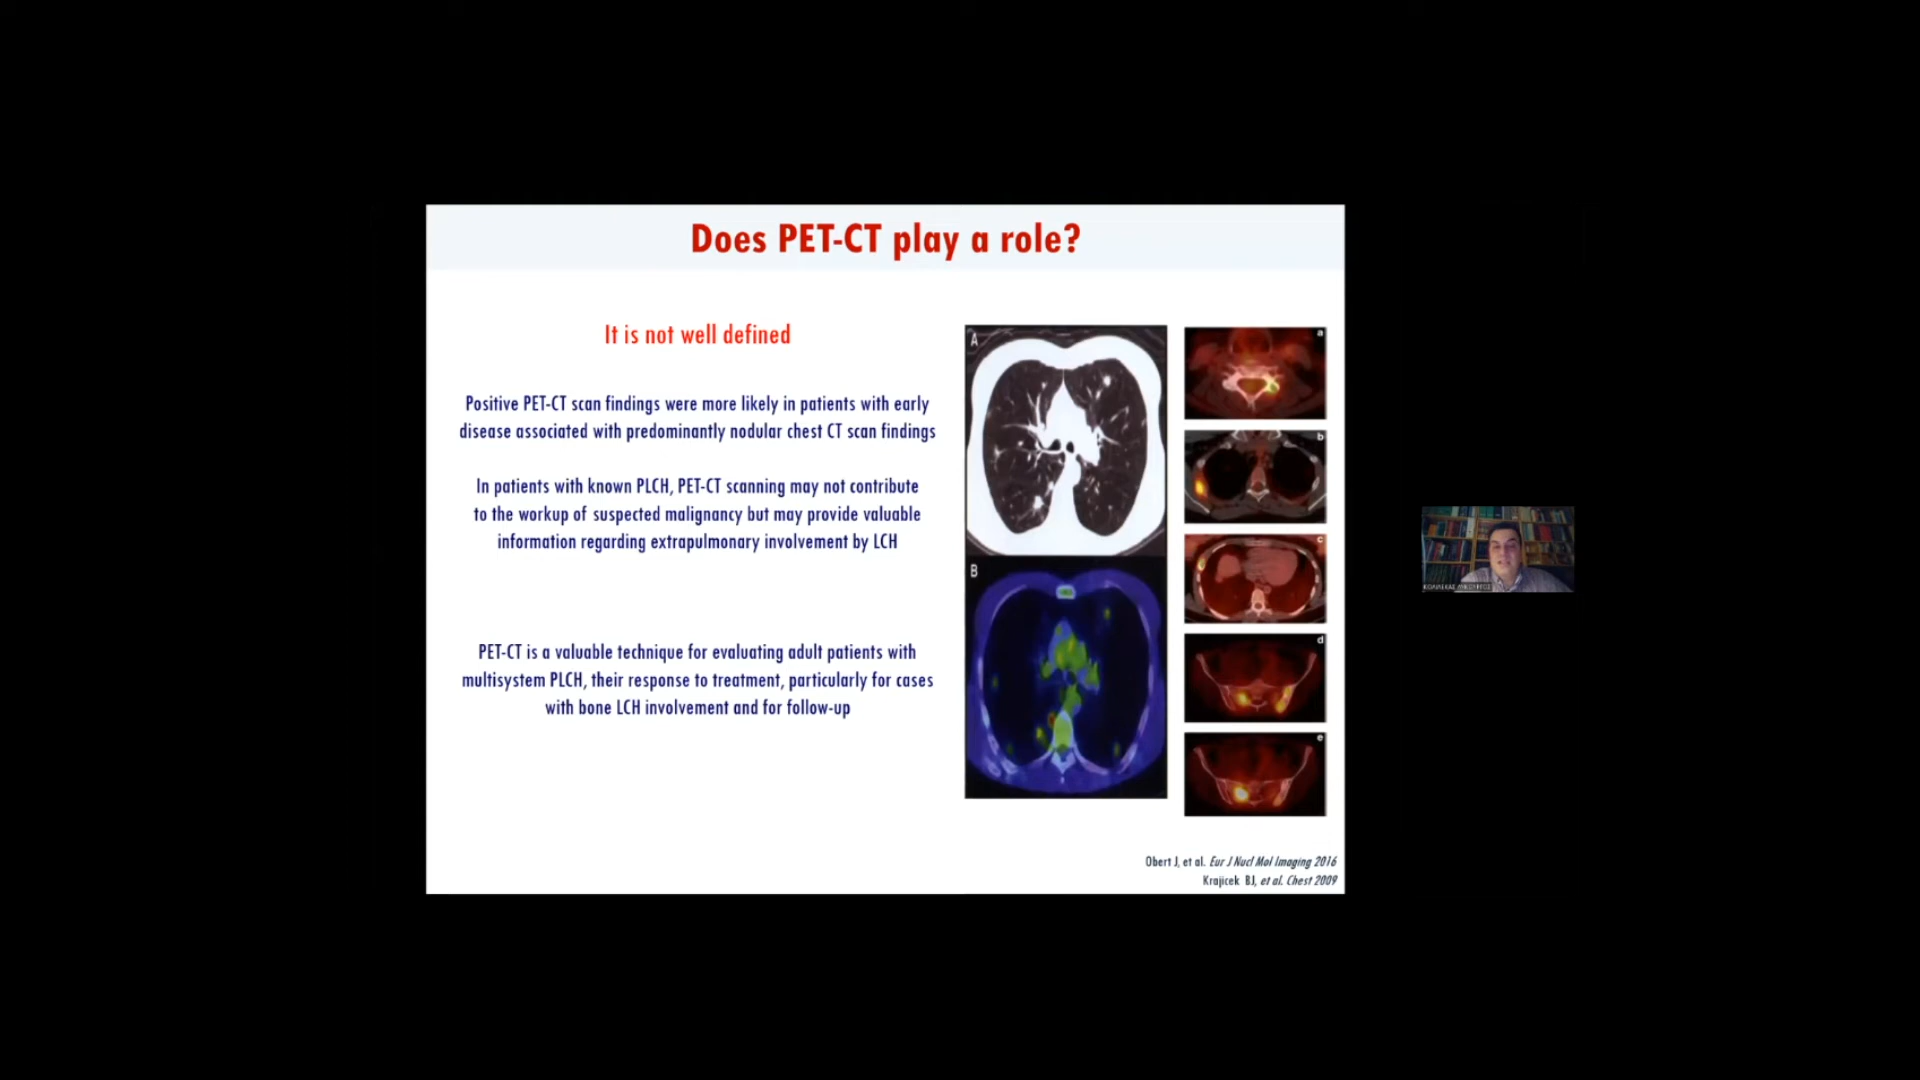 Does PET-CT play a role?
It is not well defined
Positive PET-CT scan findings were more likely in patients with early
disease associated with predominantly nodular chest CT scan findings
In patients with known PLCH, PET-CT scanning may not contribute
to the workup of suspected malignancy but may provide valuable
information regarding extrapulmonary involvement by LCH
PET-CT is a valuable technique for evaluating adult patients with
multisystem PLCH, their response to treatment, particularly for cases
with bone LCH involvement and for follow-up
A
B
a
b
c
d
e
Obert J, et al. Eur J Nucl Mol Imaging 2016
Krajicek BJ, et al. Chest 2009